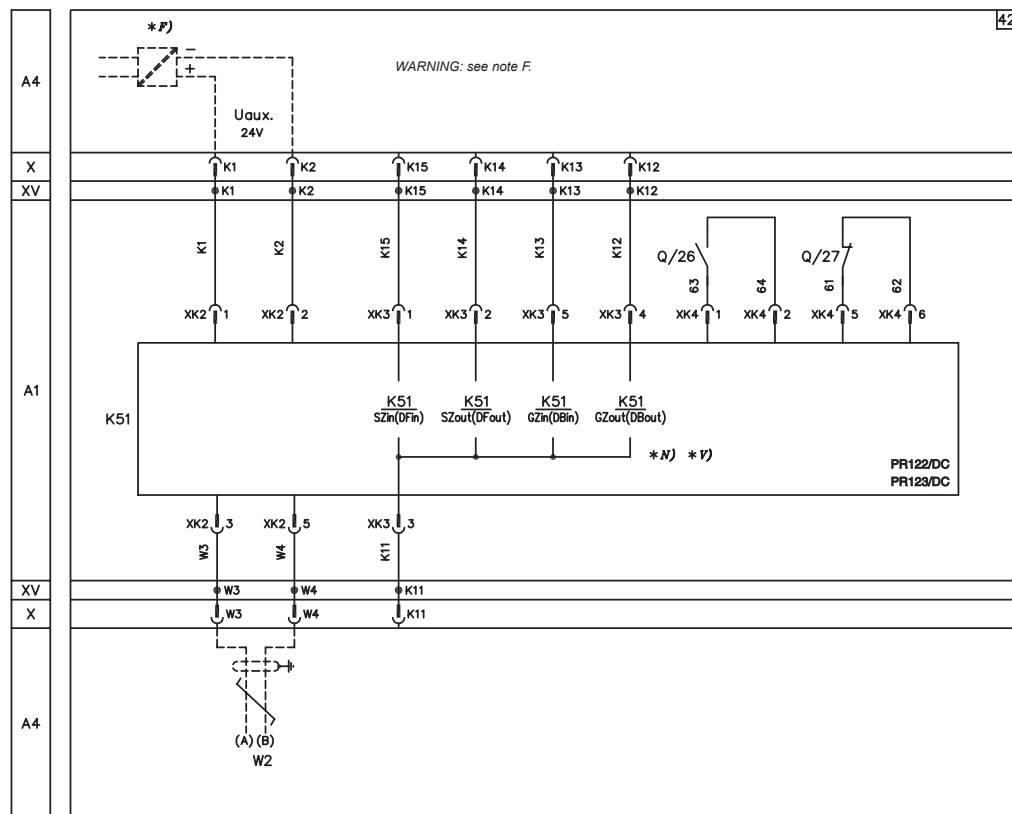 42
*F)
−
+
WARNING: see note F.
A4
Uaux.
24V
X
K1 K2 K15 K14 K13 K12
XV
K1 K2 K15 K14 K13 K12
K1 K2 K15 K14 K13 K12
Q/26 Q/27
63 64 61 62
XK2 1 XK2 2 XK3 1 XK3 2 XK3 5 XK3 4 XK4 1 XK4 2 XK4 5 XK4 6
A1
K51
K51 K51 K51 K51
SZin(DFin) SZout(DFout) GZin(DBin) GZout(DBout)
*N) *V)
PR122/DC
PR123/DC
XK2 3 XK2 5 XK3 3
W3 W4 K11
XV
W3 W4 K11
X
W3 W4 K11
A4
(A) (B)
W2